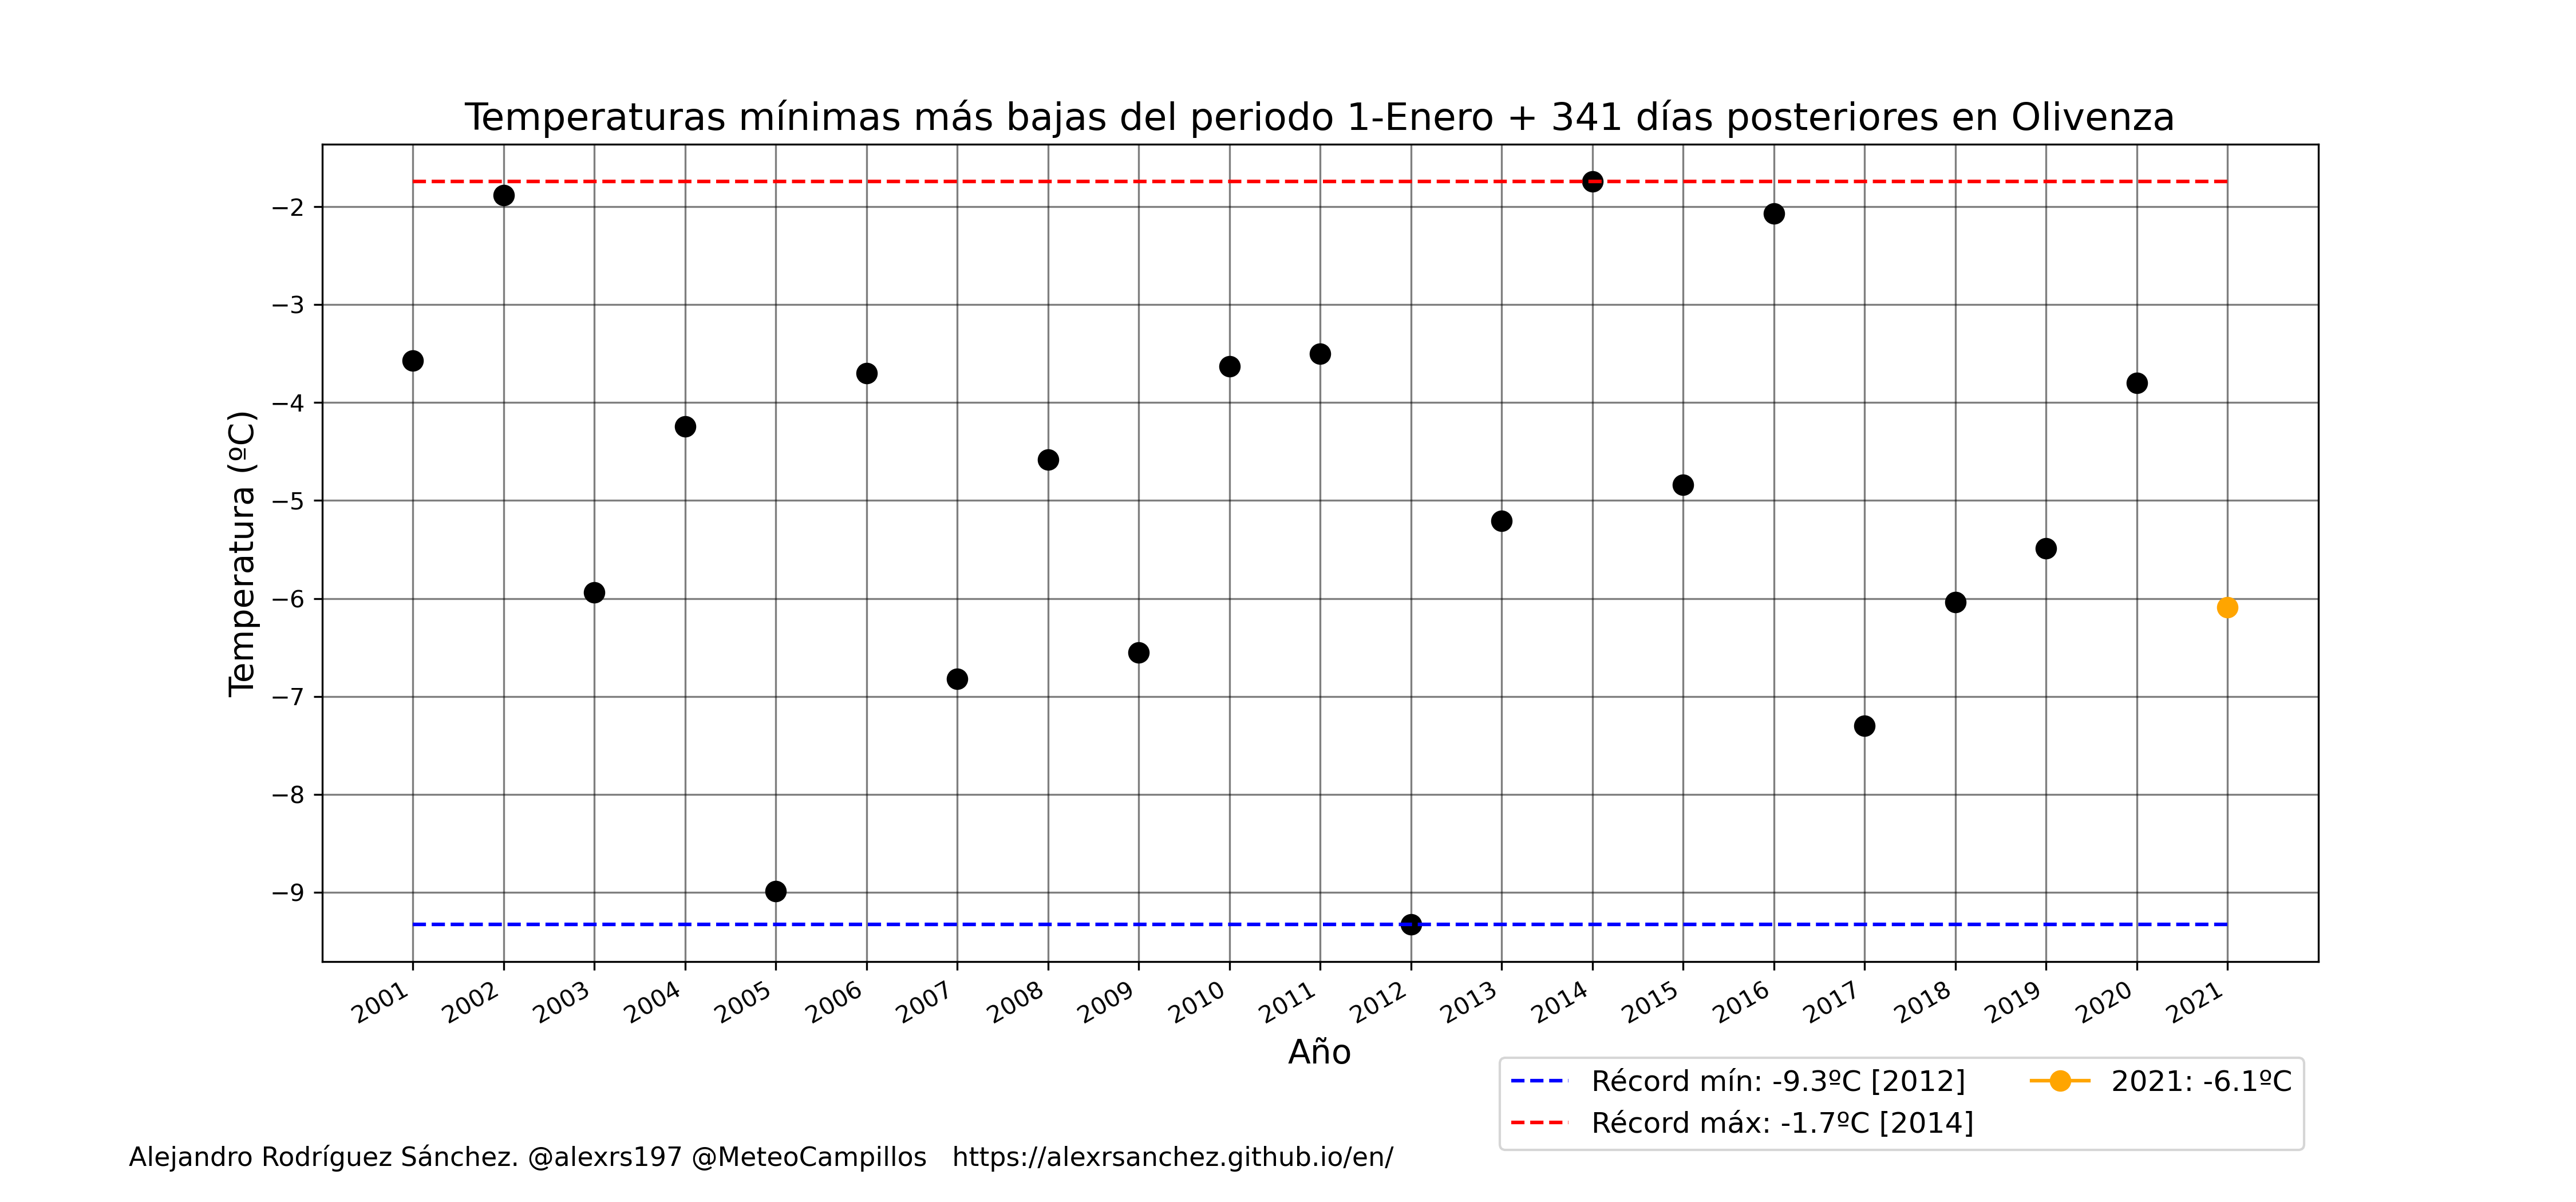 Temperaturas mínimas más bajas del periodo 1-Enero + 341 días posteriores en Olivenza
Temperatura (ºC)
−2
−3
−4
−5
−6
−7
−8
−9
2001 2002 2003 2004 2005 2006 2007 2008 2009 2010 2011 2012 2013 2014 2015 2016 2017 2018 2019 2020 2021
Año
Récord mín: -9.3ºC [2012]
Récord máx: -1.7ºC [2014]
2021: -6.1ºC
Alejandro Rodríguez Sánchez. @alexrs197 @MeteoCampillos https://alexrsanchez.github.io/en/